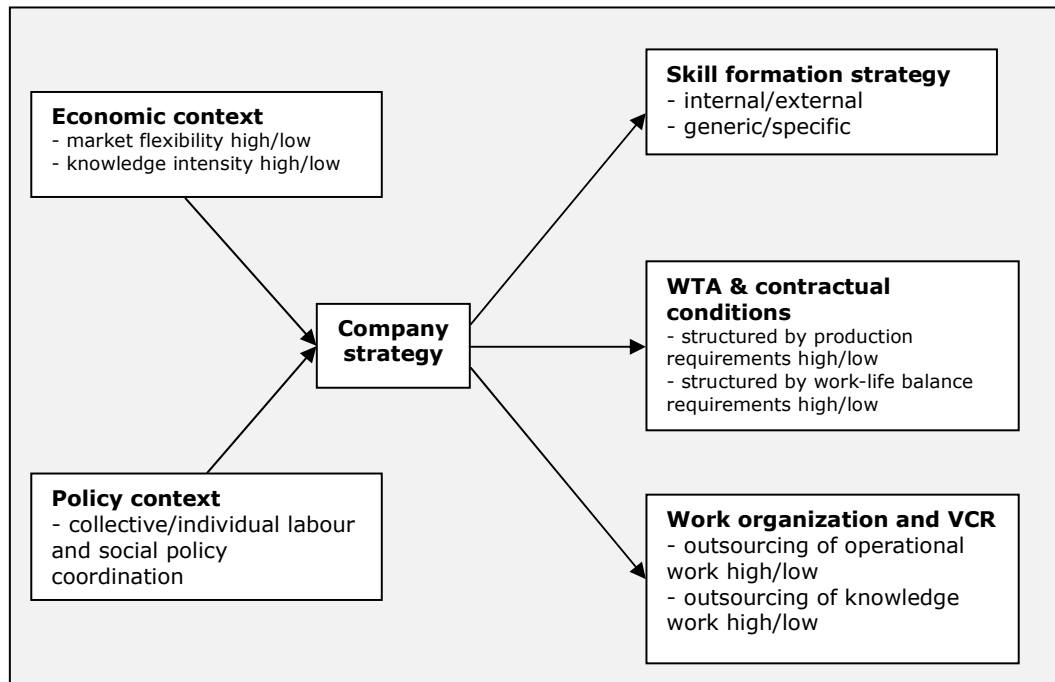 Economic context
- market flexibility high/low
- knowledge intensity high/low
Policy context
- collective/individual labour
and social policy
coordination
Company
strategy
Skill formation strategy
- internal/external
- generic/specific
WTA & contractual
conditions
- structured by production
requirements high/low
- structured by work-life balance
requirements high/low
Work organization and VCR
- outsourcing of operational
work high/low
- outsourcing of knowledge
work high/low